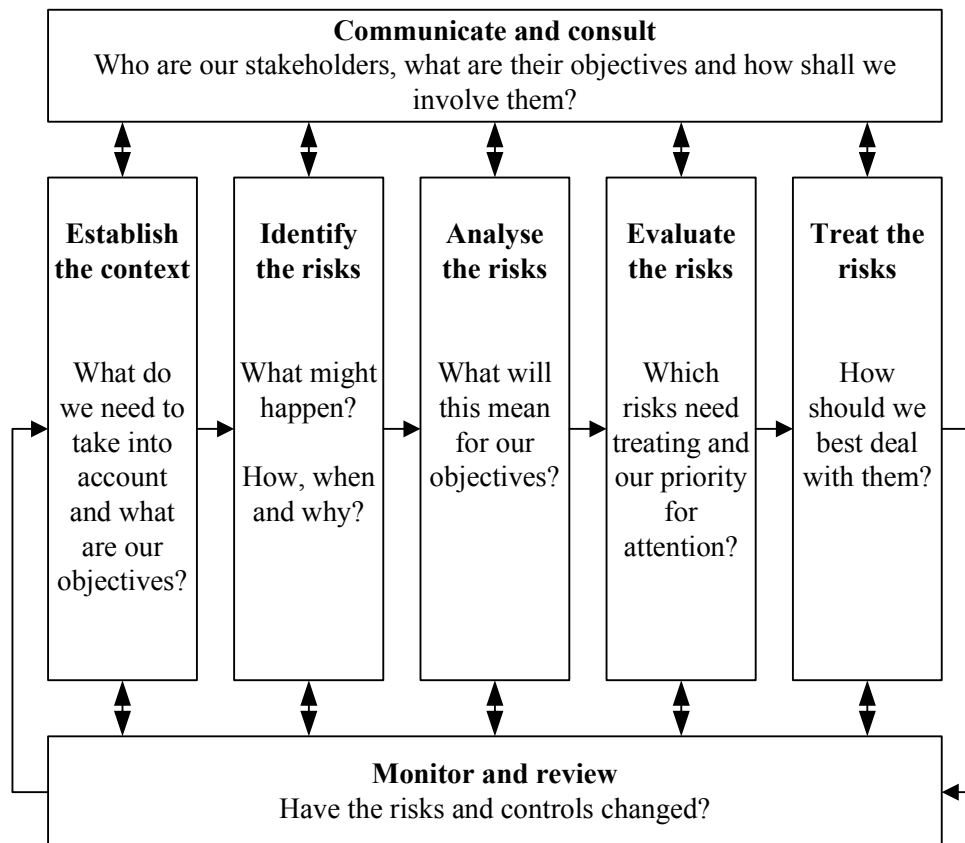 Communicate and consult
Who are our stakeholders, what are their objectives and how shall we
involve them?
Establish
the context
What do
we need to
take into
account
and what
are our
objectives?
Identify
the risks
What might
happen?
How, when
and why?
Analyse
the risks
What will
this mean
for our
objectives?
Evaluate
the risks
Which
risks need
treating and
our priority
for
attention?
Treat the
risks
How
should we
best deal
with them?
Monitor and review
Have the risks and controls changed?